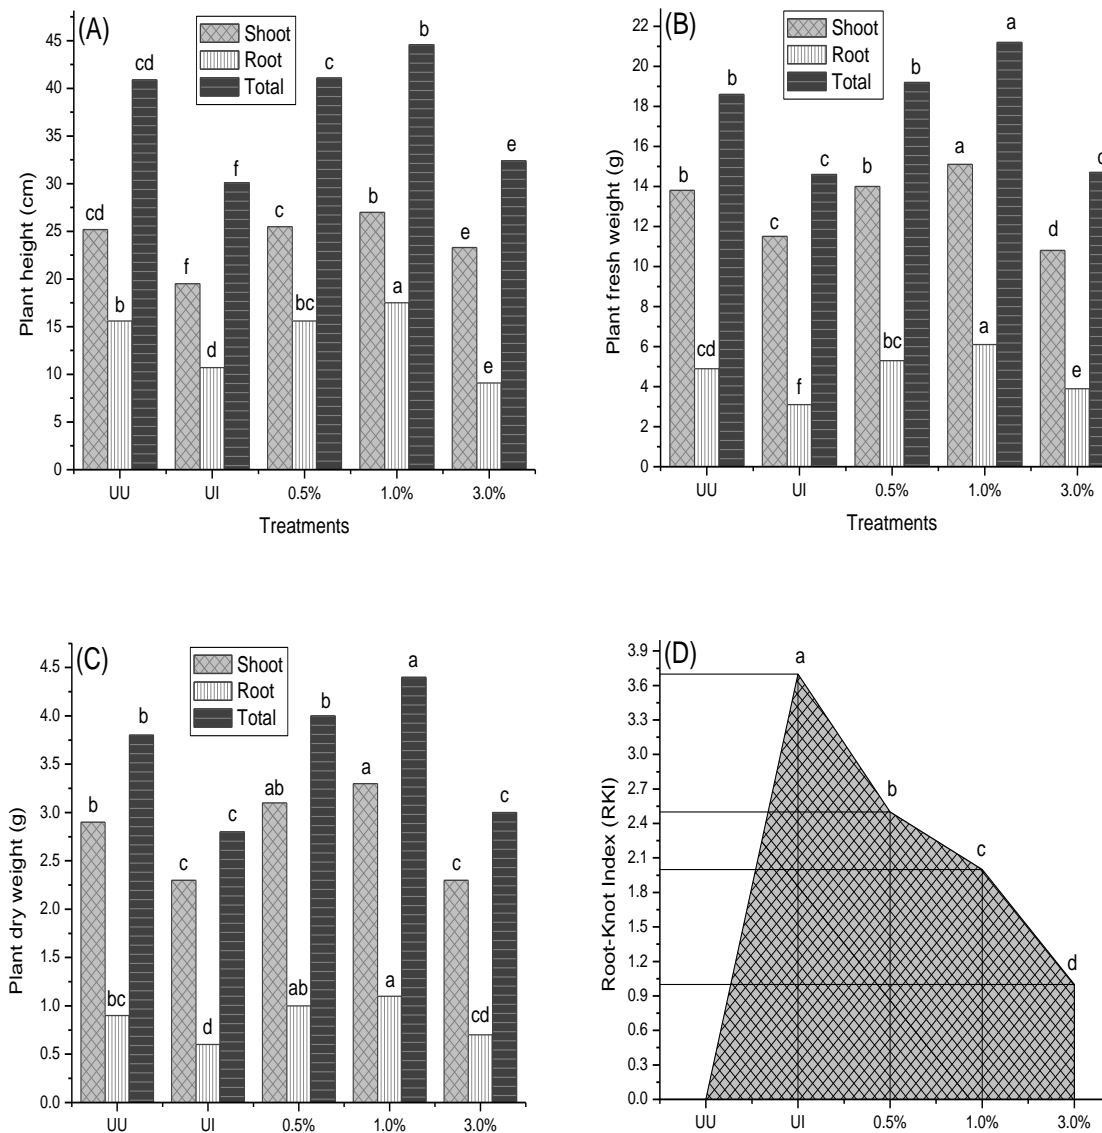 (A)
Shoot
Root
Total
Plant height (cm)
45
40
35
30
25
20
15
10
5
0
cd
b
cd
f
d
f
c
bc
c
b
a
b
e
e
e
UU
UI
0.5%
1.0%
3.0%
Treatments
(B)
Shoot
Root
Total
Plant fresh weight (g)
22
20
18
16
14
12
10
8
6
4
2
0
b
cd
b
c
f
c
b
bc
b
a
a
a
d
e
UU
UI
0.5%
1.0%
3.0%
Treatments
(C)
Shoot
Root
Total
Plant dry weight (g)
4.5
4.0
3.5
3.0
2.5
2.0
1.5
1.0
0.5
0.0
b
bc
b
c
d
c
ab
ab
b
a
a
a
c
cd
c
UU
UI
0.5%
1.0%
3.0%
(D)
Root-Knot Index (RKI)
3.9
3.6
3.3
3.0
2.7
2.4
2.1
1.8
1.5
1.2
0.9
0.6
0.3
0.0
a
b
c
d
UU
UI
0.5%
1.0%
3.0%